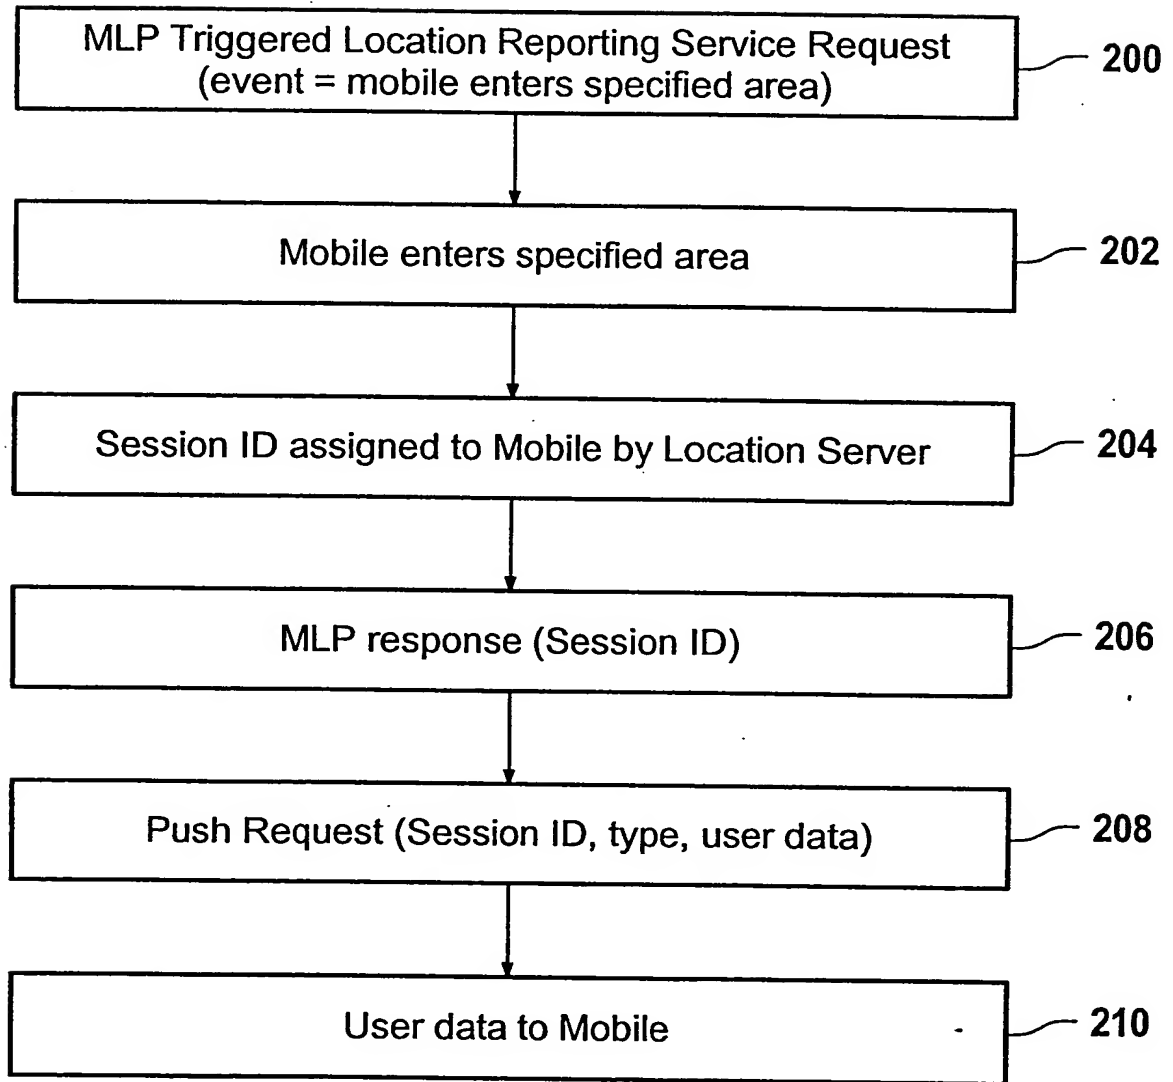 MLP Triggered Location Reporting Service Request
(event = mobile enters specified area)
200
Mobile enters specified area
202
Session ID assigned to Mobile by Location Server
204
MLP response (Session ID)
206
Push Request (Session ID, type, user data)
208
User data to Mobile
210